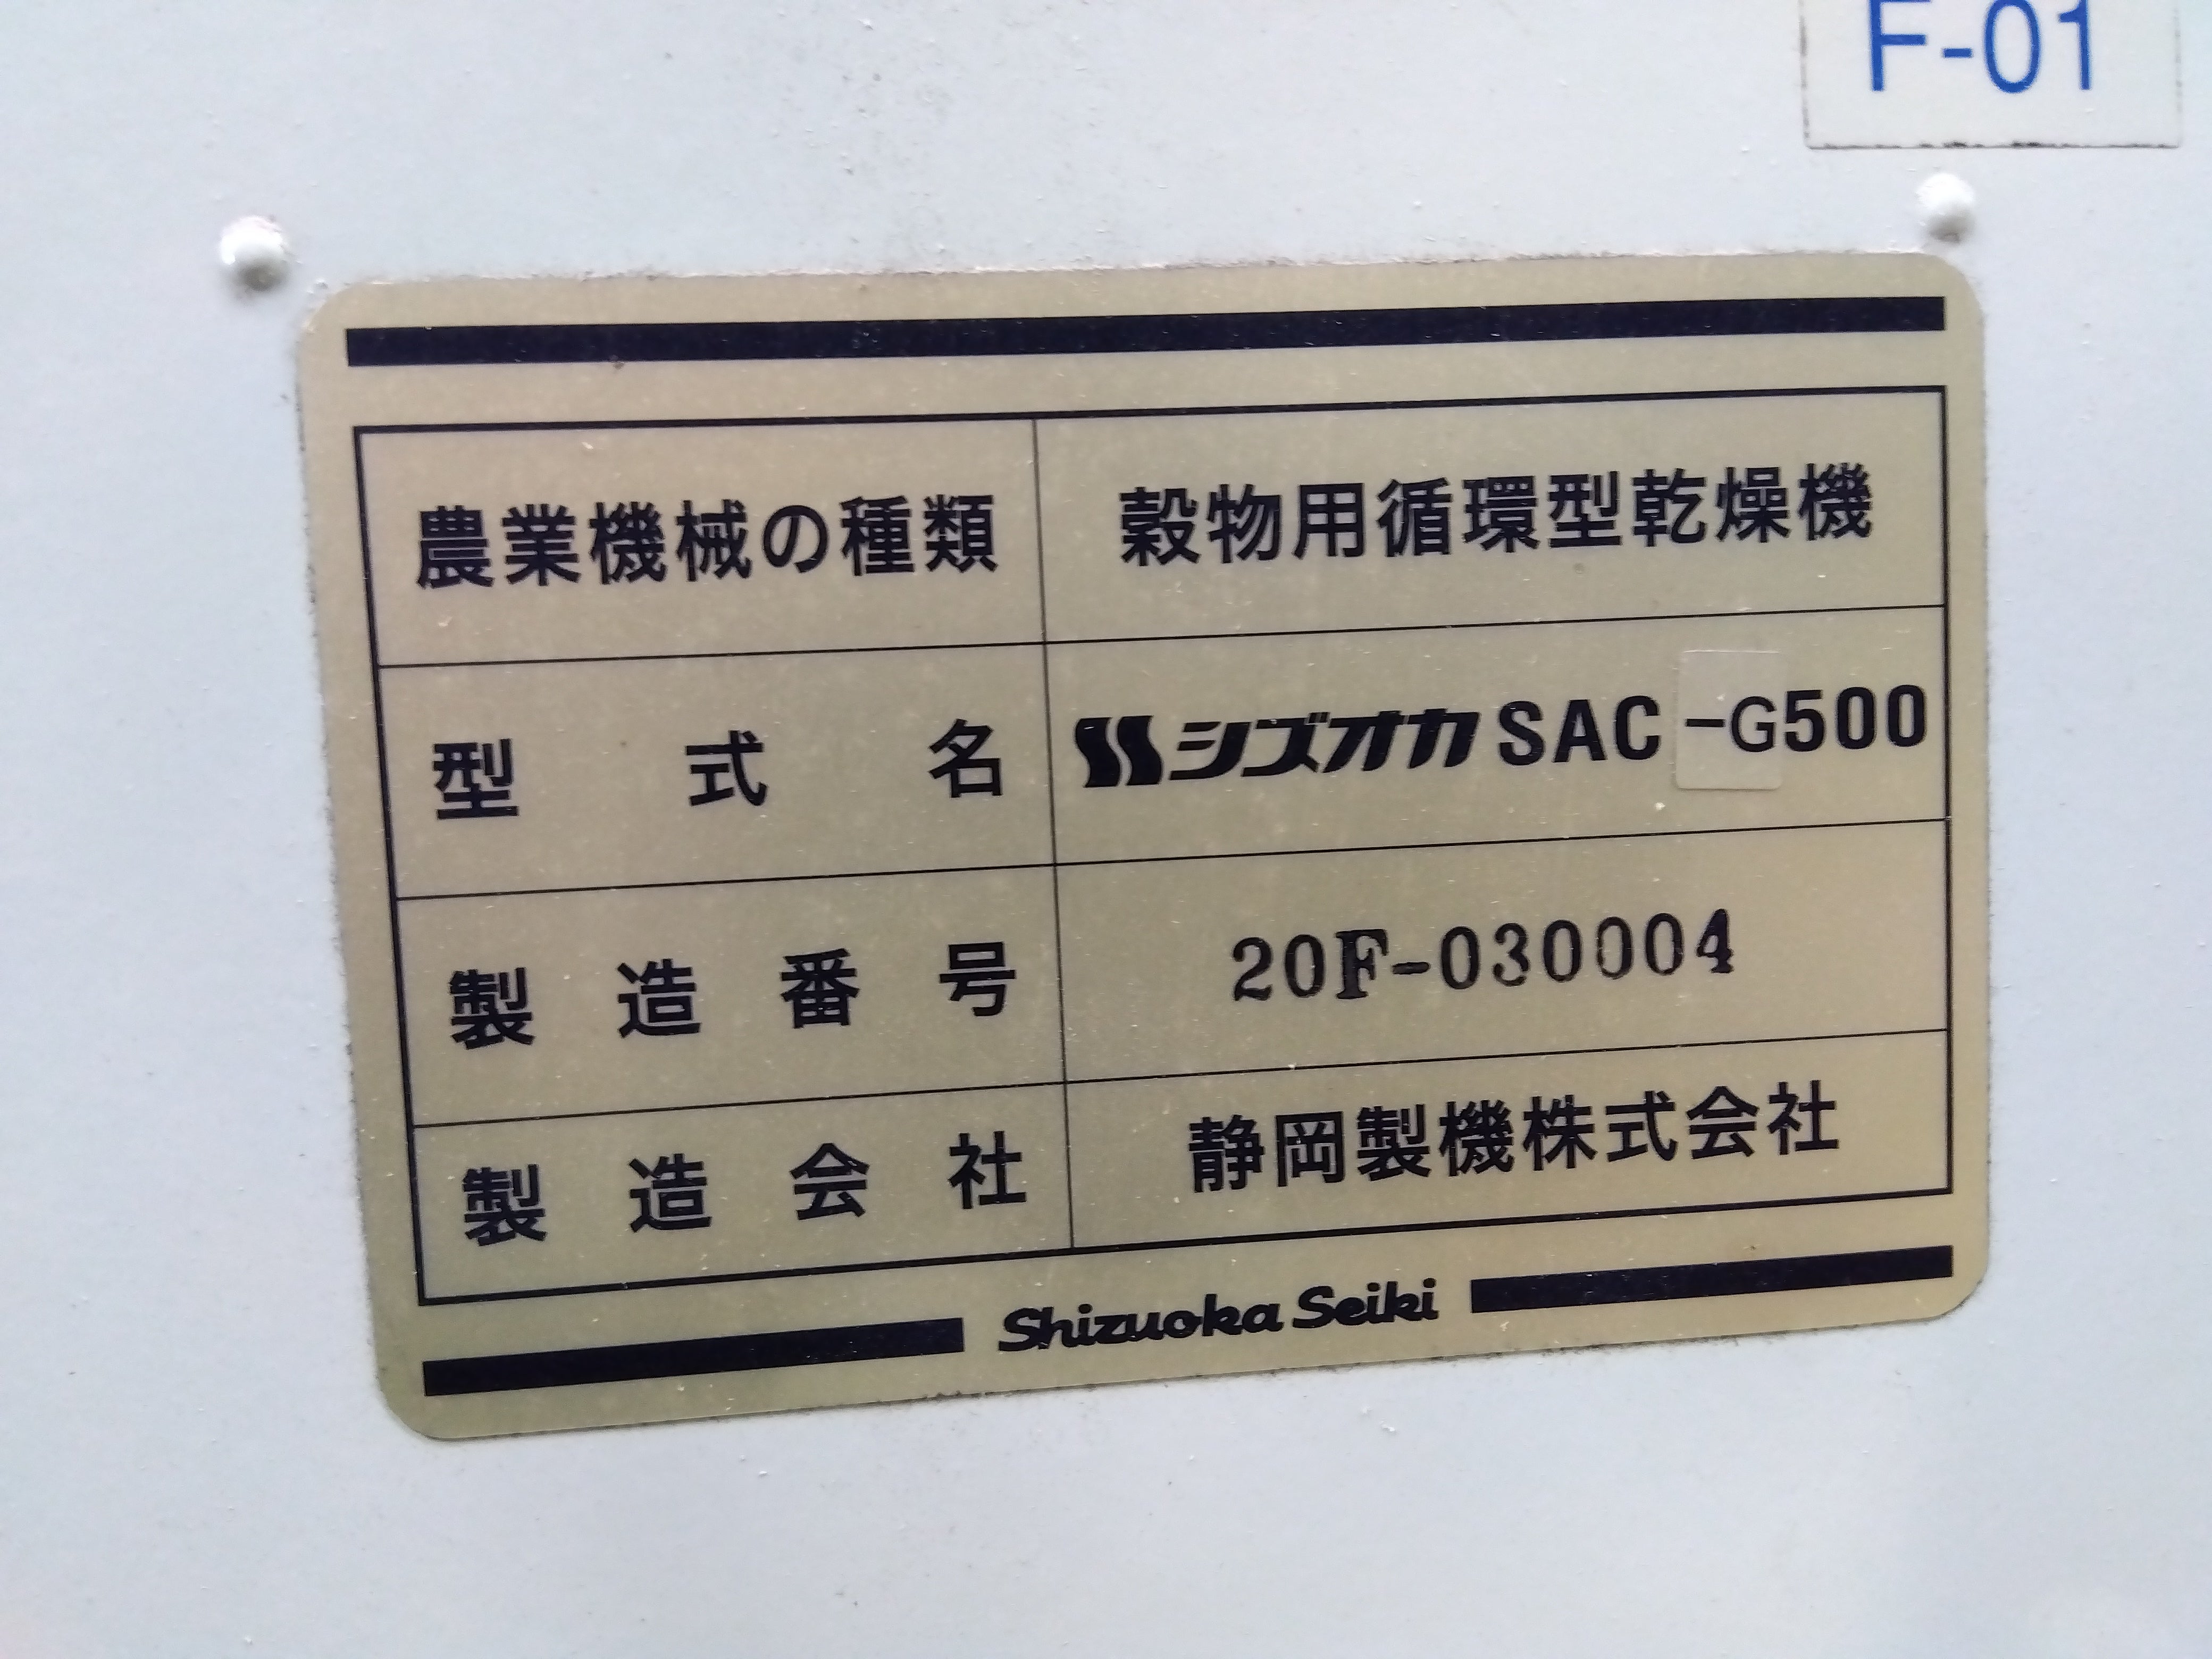 F-01
農業機械の種類 穀物用循環型乾燥機
型式名 シズオカ SAC-G500
製造番号 20F-030004
製造会社 静岡製機株式会社
Shizuoka Seiki